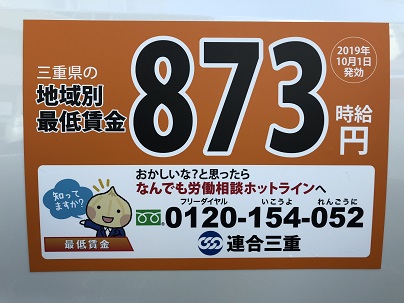 三重県の
地域別
最低賃金
873
時給
円
2019年
10月1日
発効
おかしいな?と思ったら
なんでも労働相談ホットラインへ
フリーダイヤル いこうよ れんごうに
0120-154-052
連合三重
知ってますか?
最低賃金